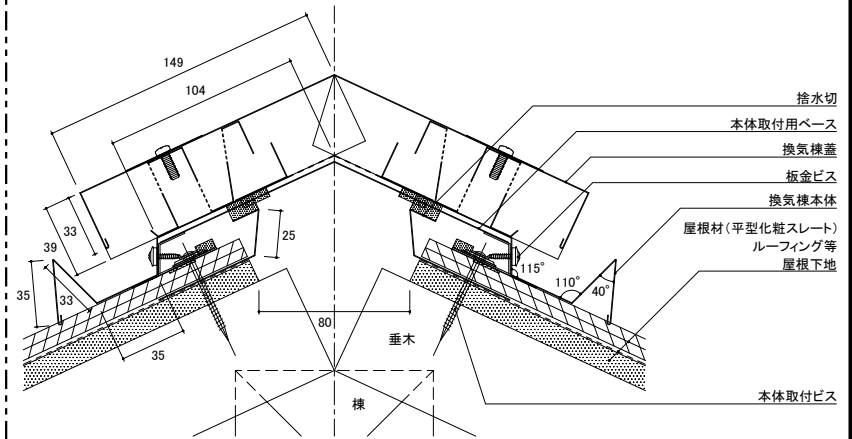 149
104
33
39
35
33
35
25
80
115°
110°
40°
垂木
棟
捨水切
本体取付用ベース
換気棟蓋
板金ビス
換気棟本体
屋根材(平型化粧スレート)
ルーフィング等
屋根下地
本体取付ビス